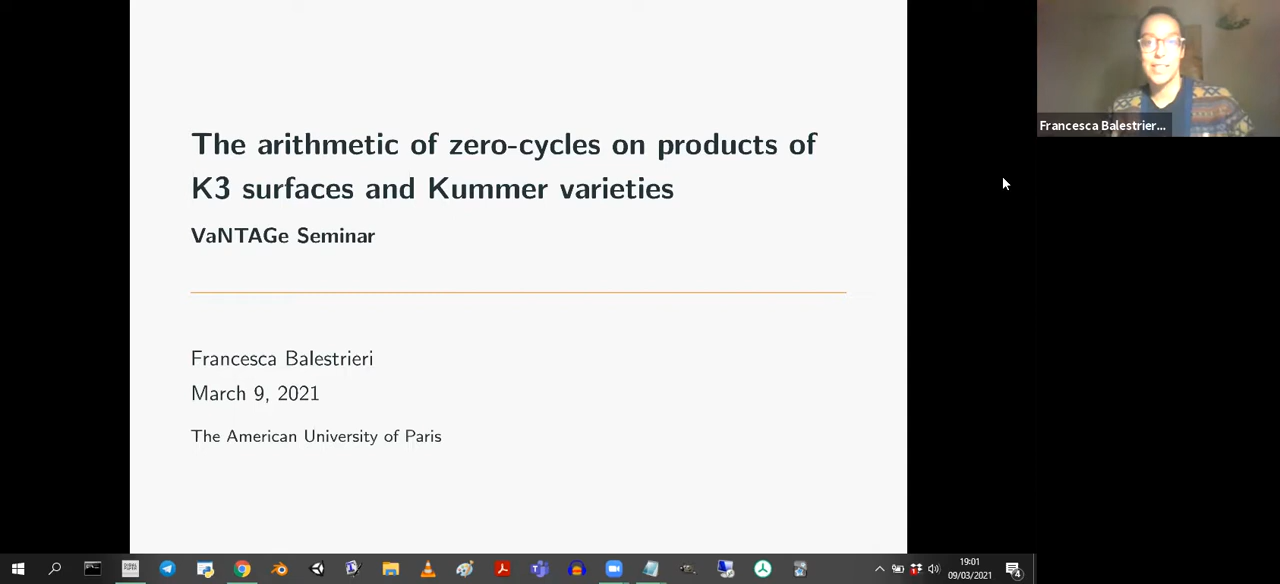 The arithmetic of zero-cycles on products of
K3 surfaces and Kummer varieties
VaNTAGe Seminar
Francesca Balestrieri
March 9, 2021
The American University of Paris
Francesca Balestrier...
19:01
09/03/2021
4